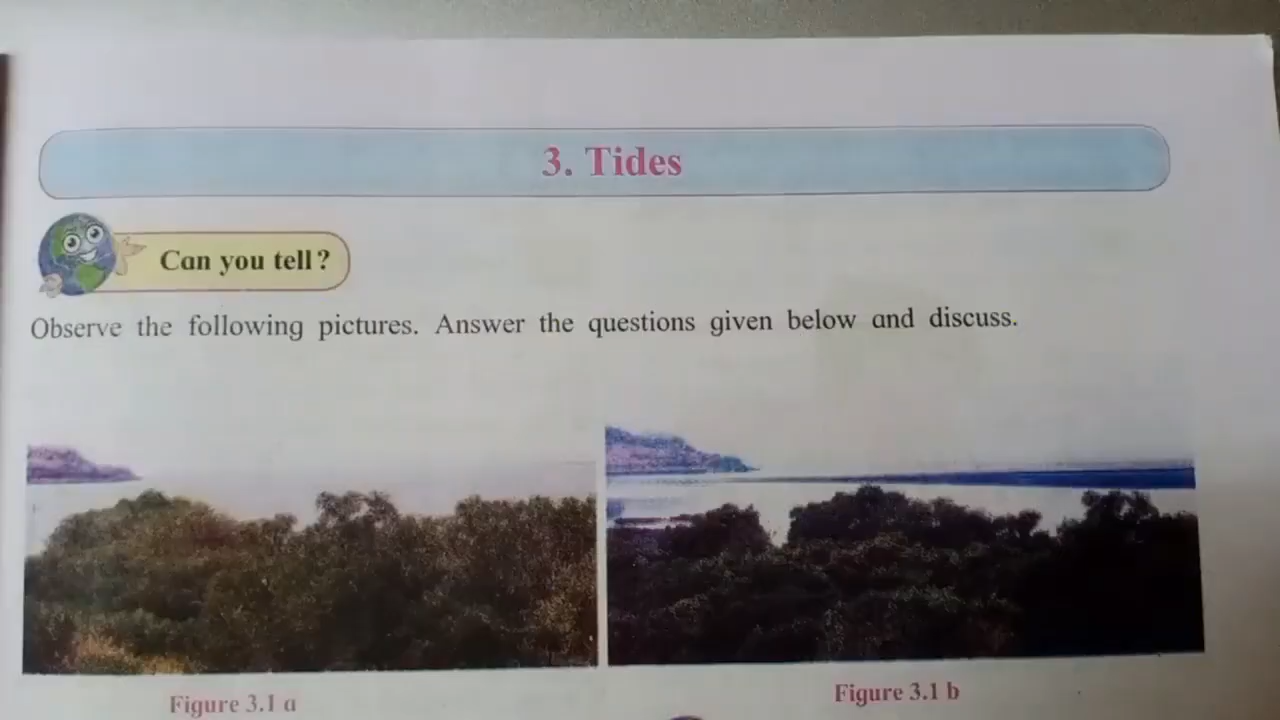 3. Tides
Can you tell?
Observe the following pictures. Answer the questions given below and discuss.
Figure 3.1 a
Figure 3.1 b